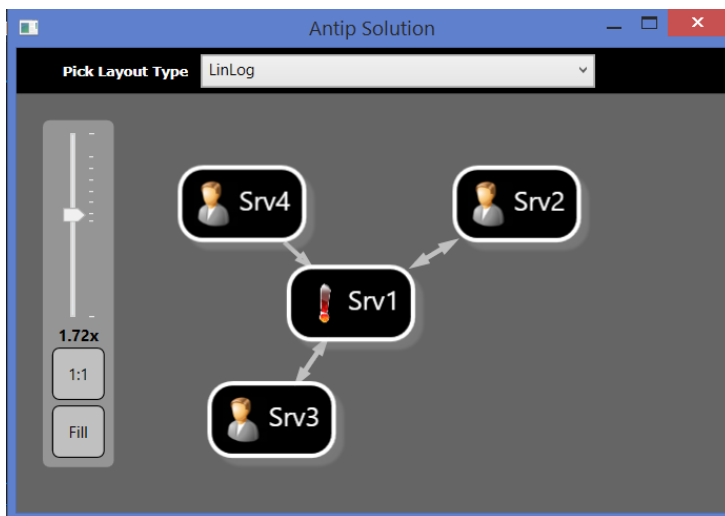 Antip Solution
Pick Layout Type LinLog
Srv4
Srv2
Srv1
1.72x
1:1
Srv3
Fill